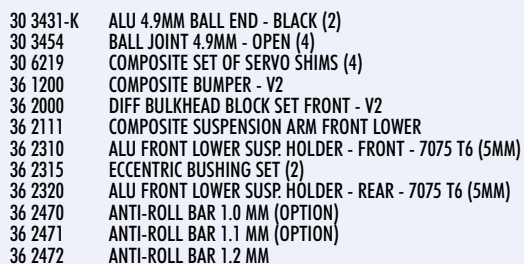 30 3431-K ALU 4.9MM BALL END - BLACK (2)
30 3454 BALL JOINT 4.9MM - OPEN (4)
30 6219 COMPOSITE SET OF SERVO SHIMS (4)
36 1200 COMPOSITE BUMPER - V2
36 2000 DIFF BULKHEAD BLOCK SET FRONT - V2
36 2111 COMPOSITE SUSPENSION ARM FRONT LOWER
36 2310 ALU FRONT LOWER SUSP. HOLDER - FRONT - 7075 T6 (5MM)
36 2315 ECCENTRIC BUSHING SET (2)
36 2320 ALU FRONT LOWER SUSP. HOLDER - REAR - 7075 T6 (5MM)
36 2470 ANTI-ROLL BAR 1.0 MM (OPTION)
36 2471 ANTI-ROLL BAR 1.1 MM (OPTION)
36 2472 ANTI-ROLL BAR 1.2 MM